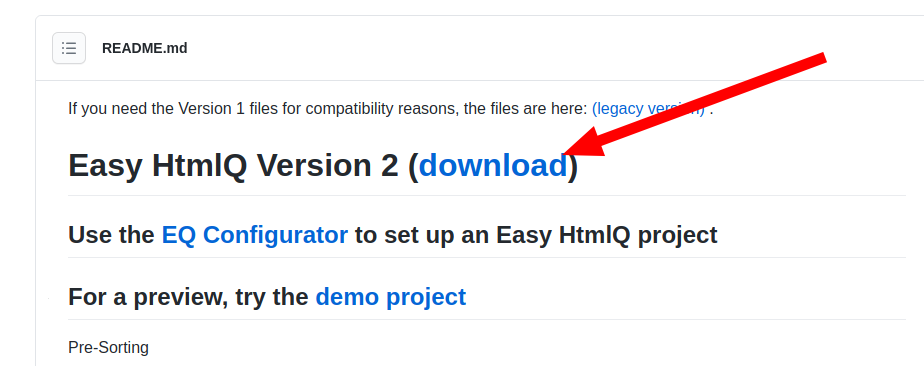 README.md
If you need the Version 1 files for compatibility reasons, the files are here: (legacy version) .
Easy HtmlQ Version 2 (download)
Use the EQ Configurator to set up an Easy HtmlQ project
For a preview, try the demo project
Pre-Sorting